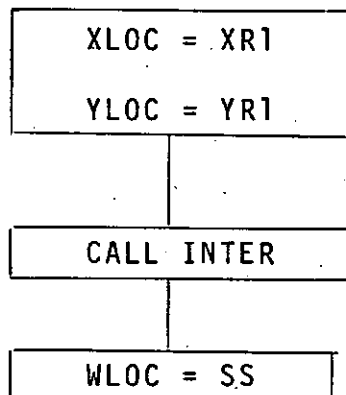 XLOC = XR1
YLOC = YR1
CALL INTER
WLOC = SS